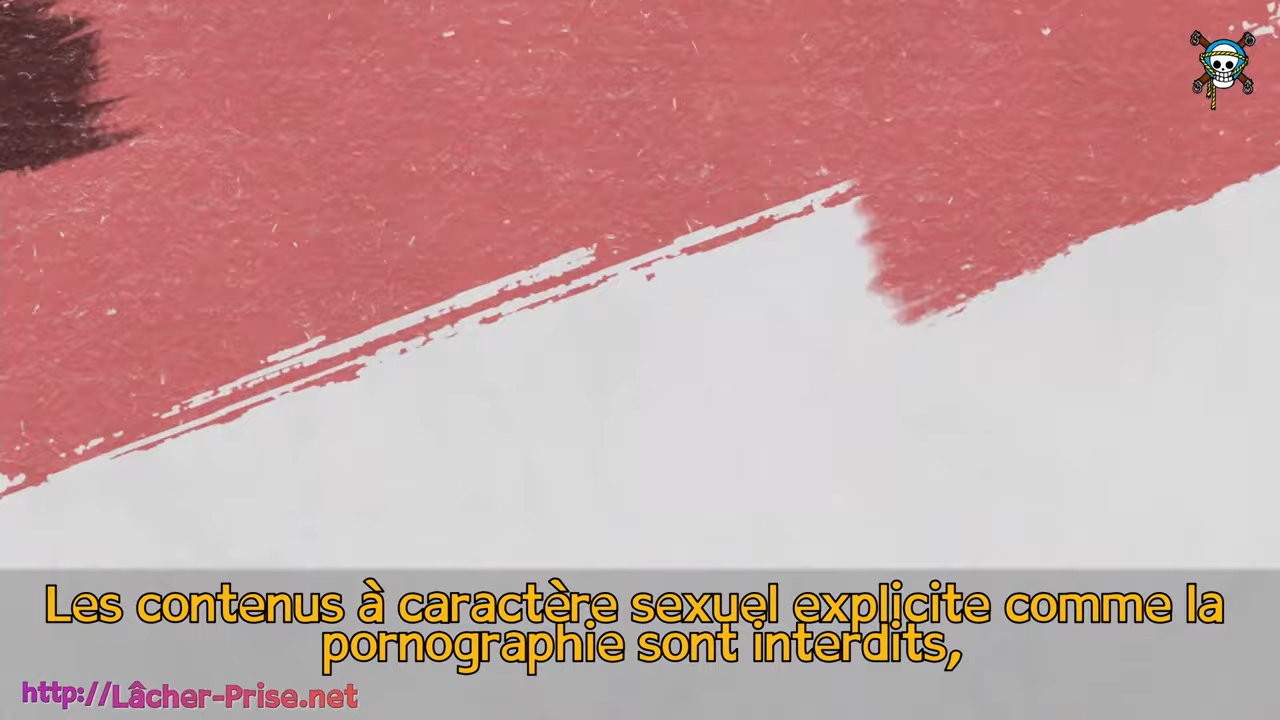 Les contenus à caractère sexuel explicite comme la
pornographie sont interdits,
http://Lâcher-Prise.net